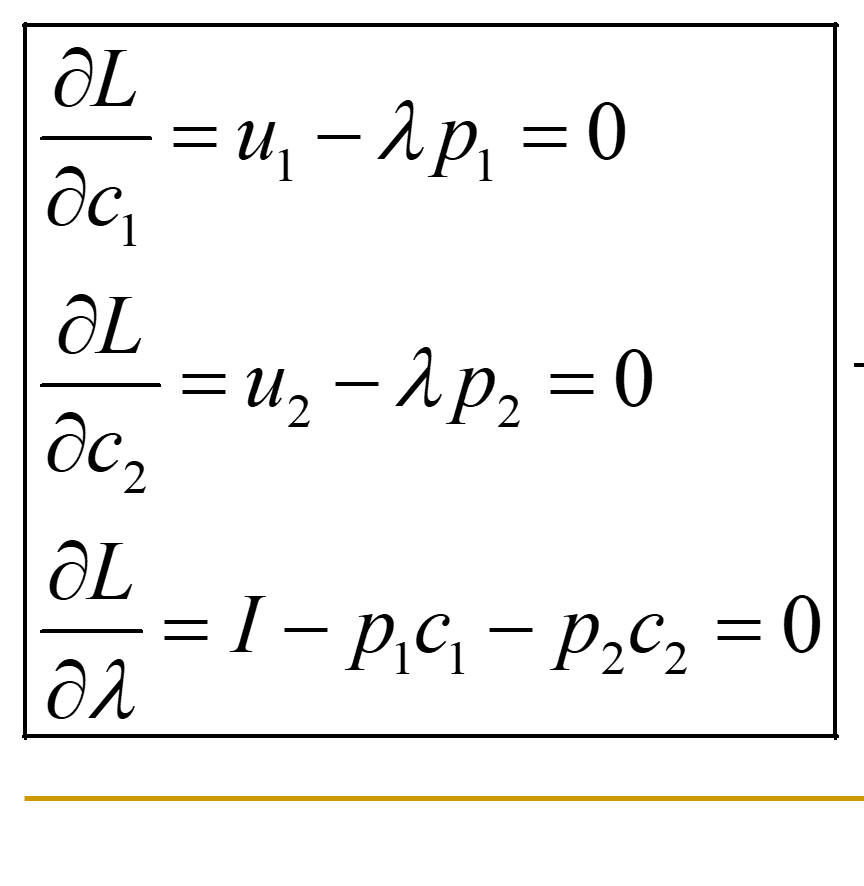 ∂L/∂c₁ = u₁ − λp₁ = 0
∂L/∂c₂ = u₂ − λp₂ = 0
∂L/∂λ = I − p₁c₁ − p₂c₂ = 0